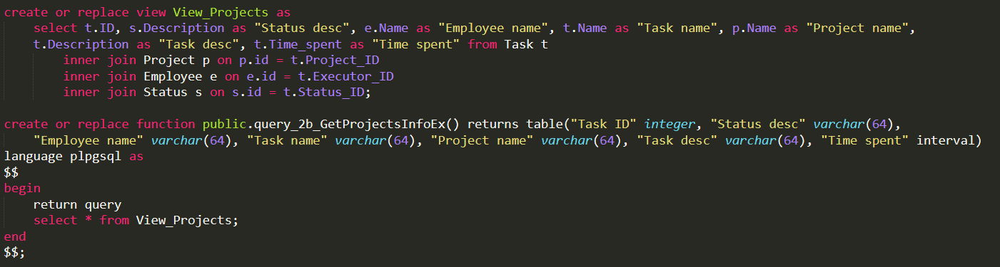 create or replace view View_Projects as
select t.ID, s.Description as "Status desc", e.Name as "Employee name", t.Name as "Task name", p.Name as "Project name",
t.Description as "Task desc", t.Time_spent as "Time spent" from Task t
inner join Project p on p.id = t.Project_ID
inner join Employee e on e.id = t.Executor_ID
inner join Status s on s.id = t.Status_ID;
create or replace function public.query_2b_GetProjectsInfoEx() returns table("Task ID" integer, "Status desc" varchar(64),
"Employee name" varchar(64), "Task name" varchar(64), "Project name" varchar(64), "Task desc" varchar(64), "Time spent" interval)
language plpgsql as
$$
begin
return query
select * from View_Projects;
end
$$;